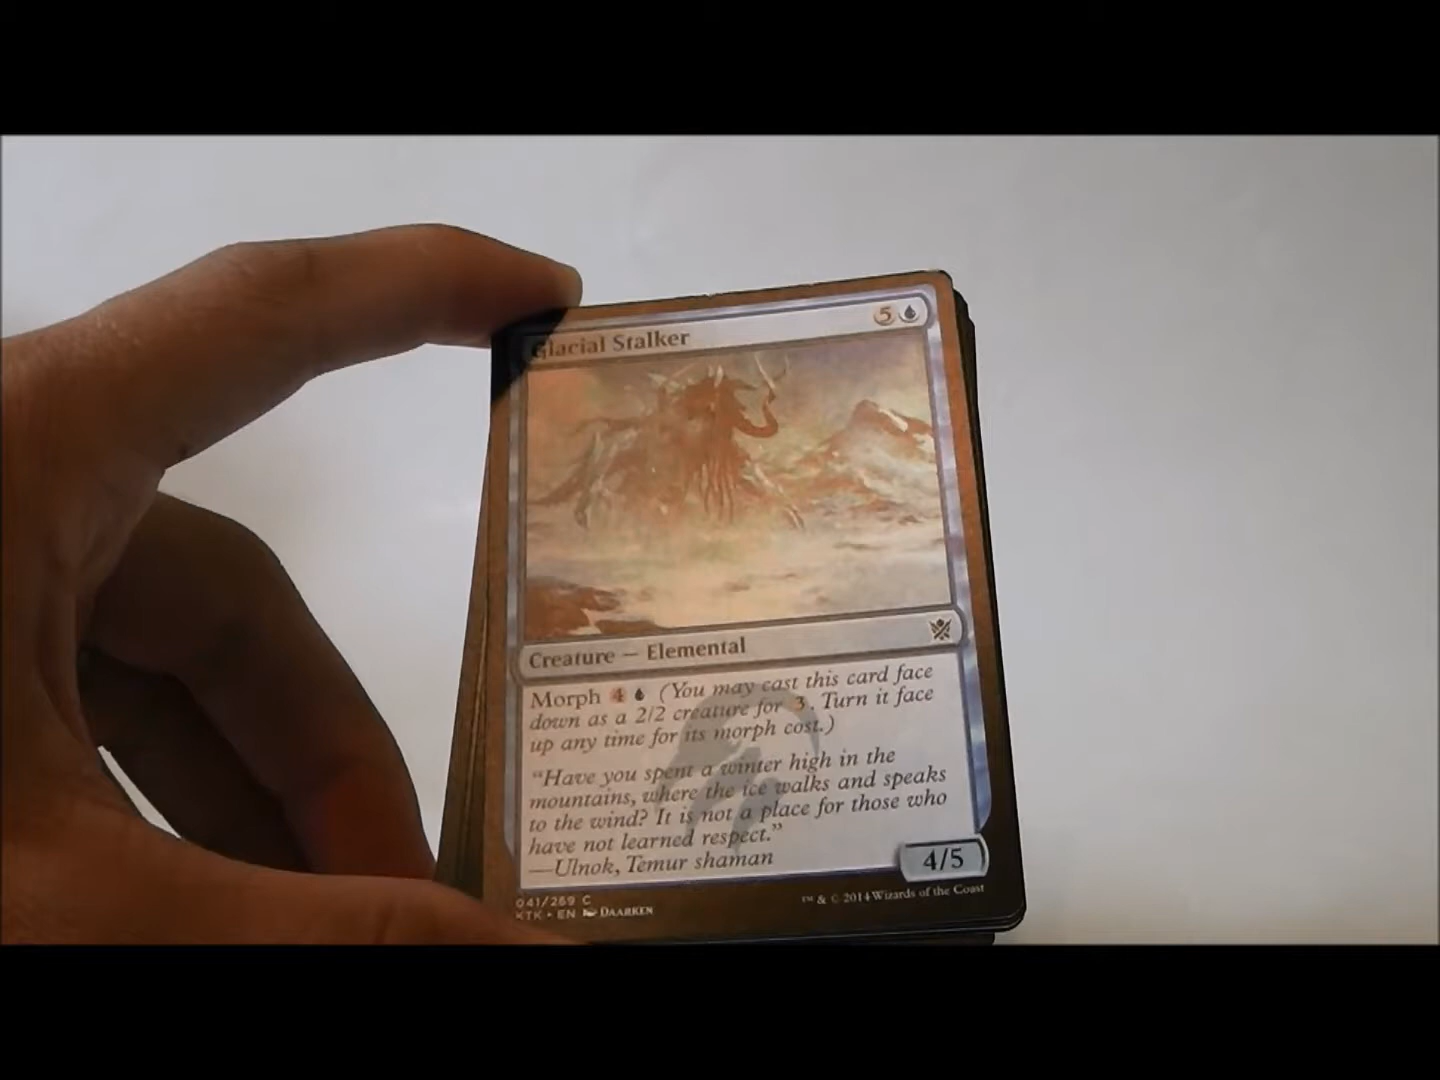 Glacial Stalker 5
Creature — Elemental
Morph 4 (You may cast this card face
down as a 2/2 creature for 3. Turn it face
up any time for its morph cost.)
"Have you spent a winter high in the
mountains, where the ice walks and speaks
to the wind? It is not a place for those who
have not learned respect."
—Ulnok, Temur shaman
4/5
041/269 C
KTK • EN DAARKEN
™ & © 2014 Wizards of the Coast